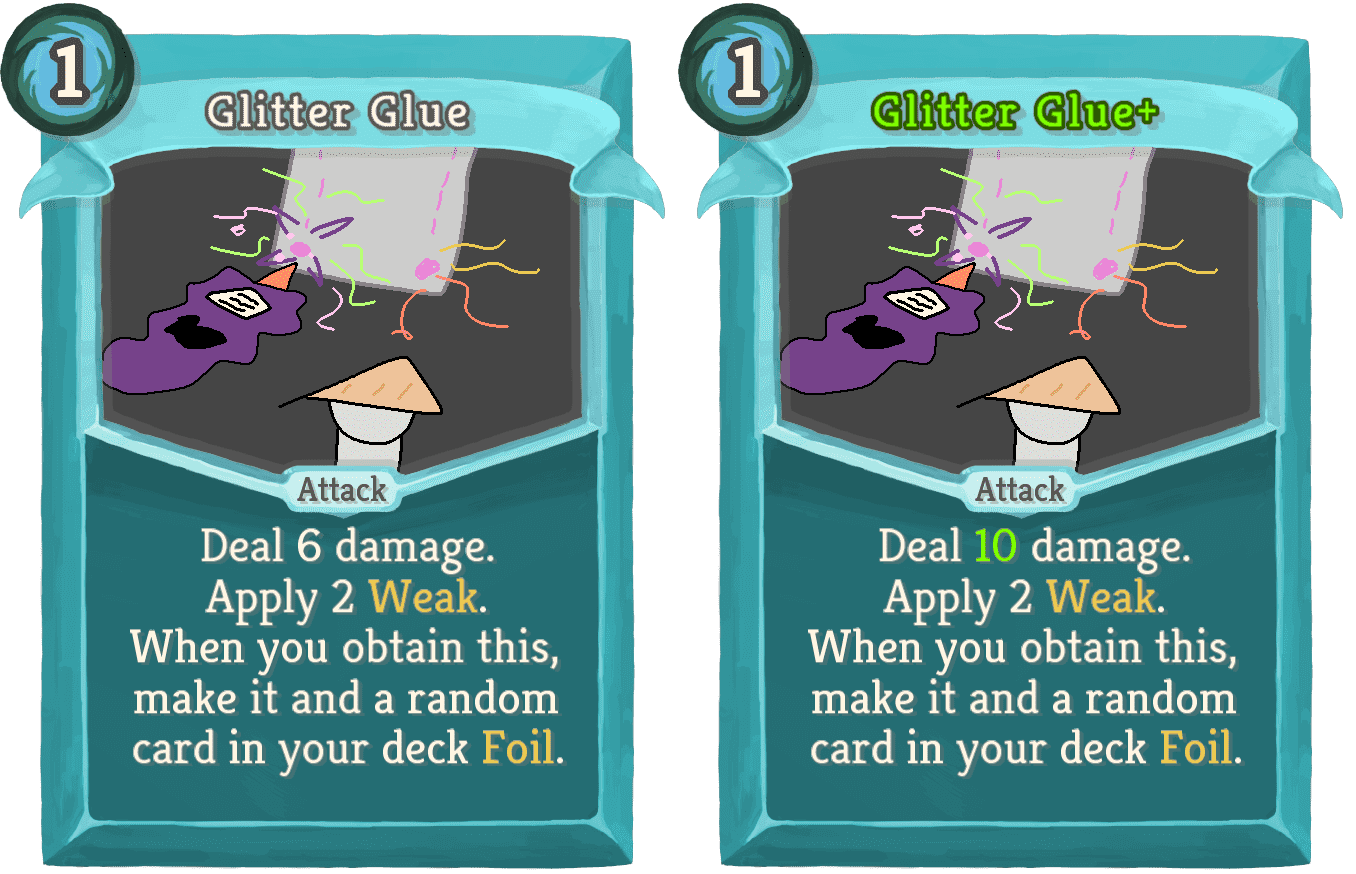 1
Glitter Glue
Attack
Deal 6 damage.
Apply 2 Weak.
When you obtain this,
make it and a random
card in your deck Foil.
1
Glitter Glue+
Attack
Deal 10 damage.
Apply 2 Weak.
When you obtain this,
make it and a random
card in your deck Foil.